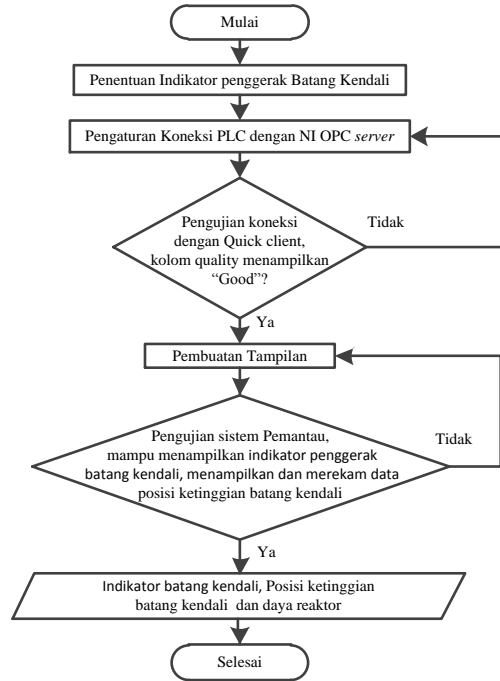 Mulai
Penentuan Indikator penggerak Batang Kendali
Pengaturan Koneksi PLC dengan NI OPC server
Pengujian koneksi
dengan Quick client,
kolom quality menampilkan
“Good”?
Tidak
Ya
Pembuatan Tampilan
Pengujian sistem Pemantau,
mampu menampilkan indikator penggerak
batang kendali, menampilkan dan merekam data
posisi ketinggian batang kendali
Tidak
Ya
Indikator batang kendali, Posisi ketinggian
batang kendali dan daya reaktor
Selesai